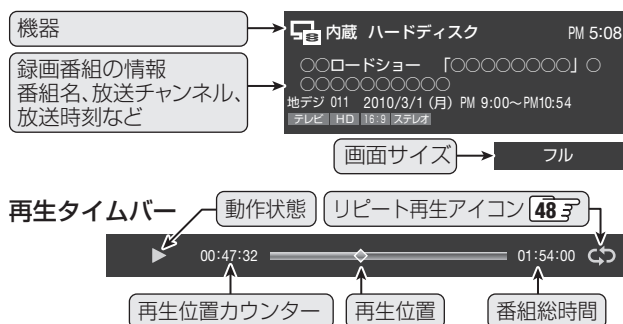 機器
内蔵 ハードディスク PM 5:08
録画番組の情報
番組名、放送チャンネル、
放送時刻など
○○ロードショー 「○○○○○○○○」○
○○○○○○○○○○
地デジ 011 2010/3/1 (月) PM 9:00〜PM10:54
テレビ HD 16:9 ステレオ
画面サイズ フル
再生タイムバー 動作状態 リピート再生アイコン 48
00:47:32 01:54:00
再生位置カウンター 再生位置 番組総時間